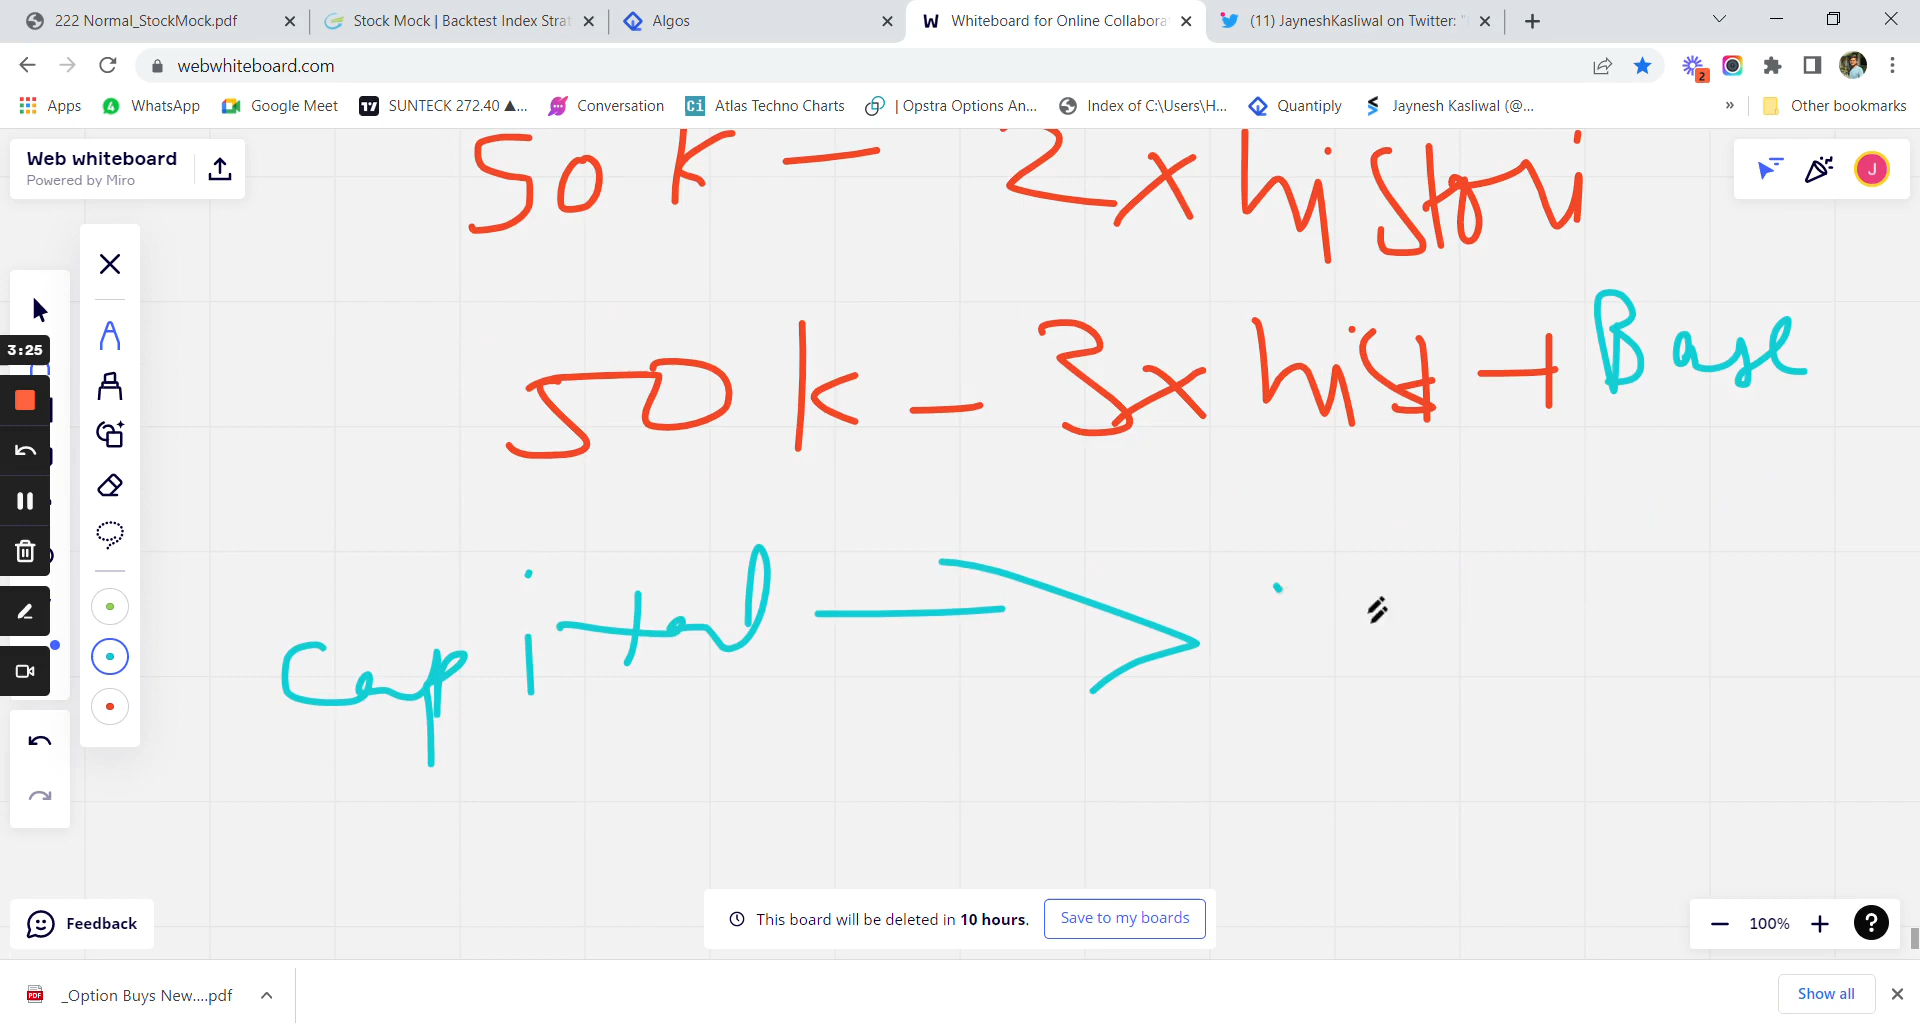 222 Normal_StockMock.pdf
Stock Mock | Backtest Index Strat
Algos
Whiteboard for Online Collabora
(11) JayneshKasliwal on Twitter: "
webwhiteboard.com
2
Apps
4
WhatsApp
Google Meet
SUNTECK 272.40 ▲...
Conversation
Ci
Atlas Techno Charts
| Opstra Options An...
Index of C:\Users\H...
Quantiply
Jaynesh Kasliwal (@...
»
Other bookmarks
Web whiteboard
Powered by Miro
J
50 K — 2x histori
3:25
50 k - 3x hist + Base
Capital → i
This board will be deleted in 10 hours.
Save to my boards
Feedback
— 100% +
?
PDF
_Option Buys New....pdf
Show all